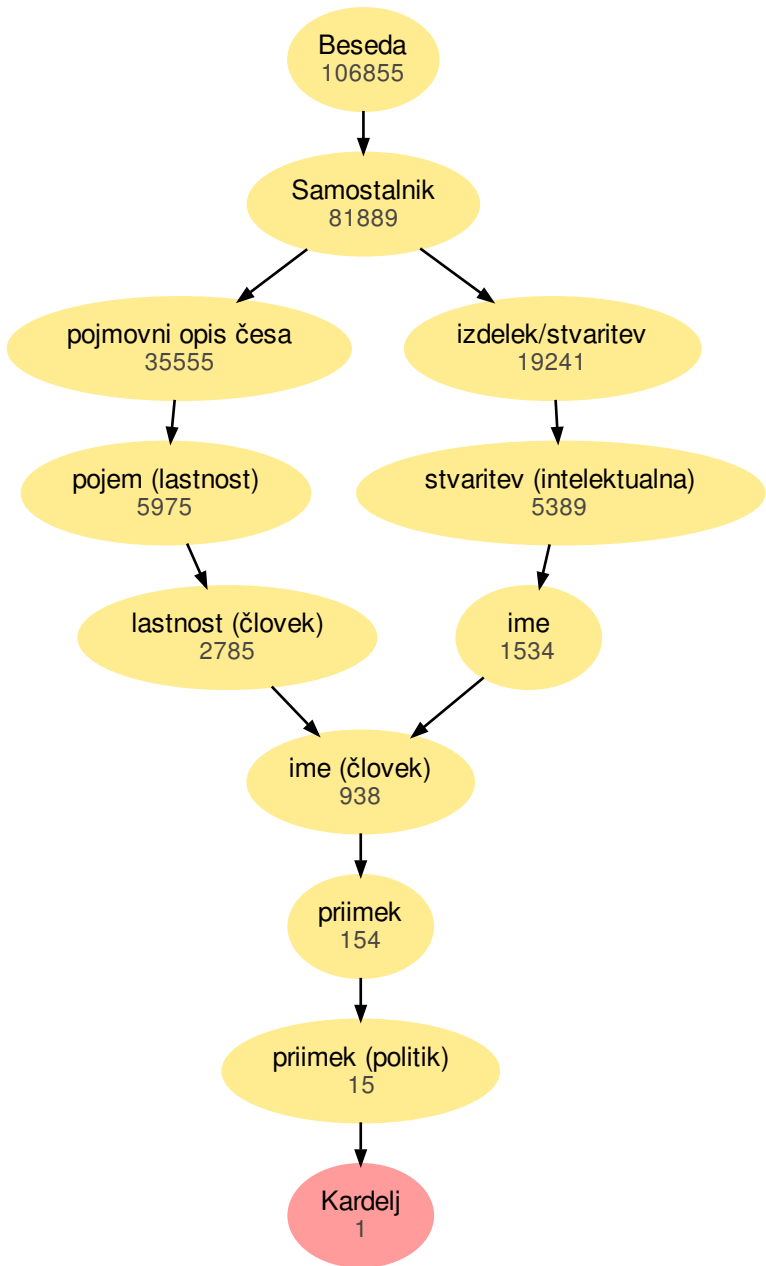 Beseda
106855
Samostalnik
81889
pojmovni opis česa
35555
izdelek/stvaritev
19241
pojem (lastnost)
5975
stvaritev (intelektualna)
5389
lastnost (človek)
2785
ime
1534
ime (človek)
938
priimek
154
priimek (politik)
15
Kardelj
1